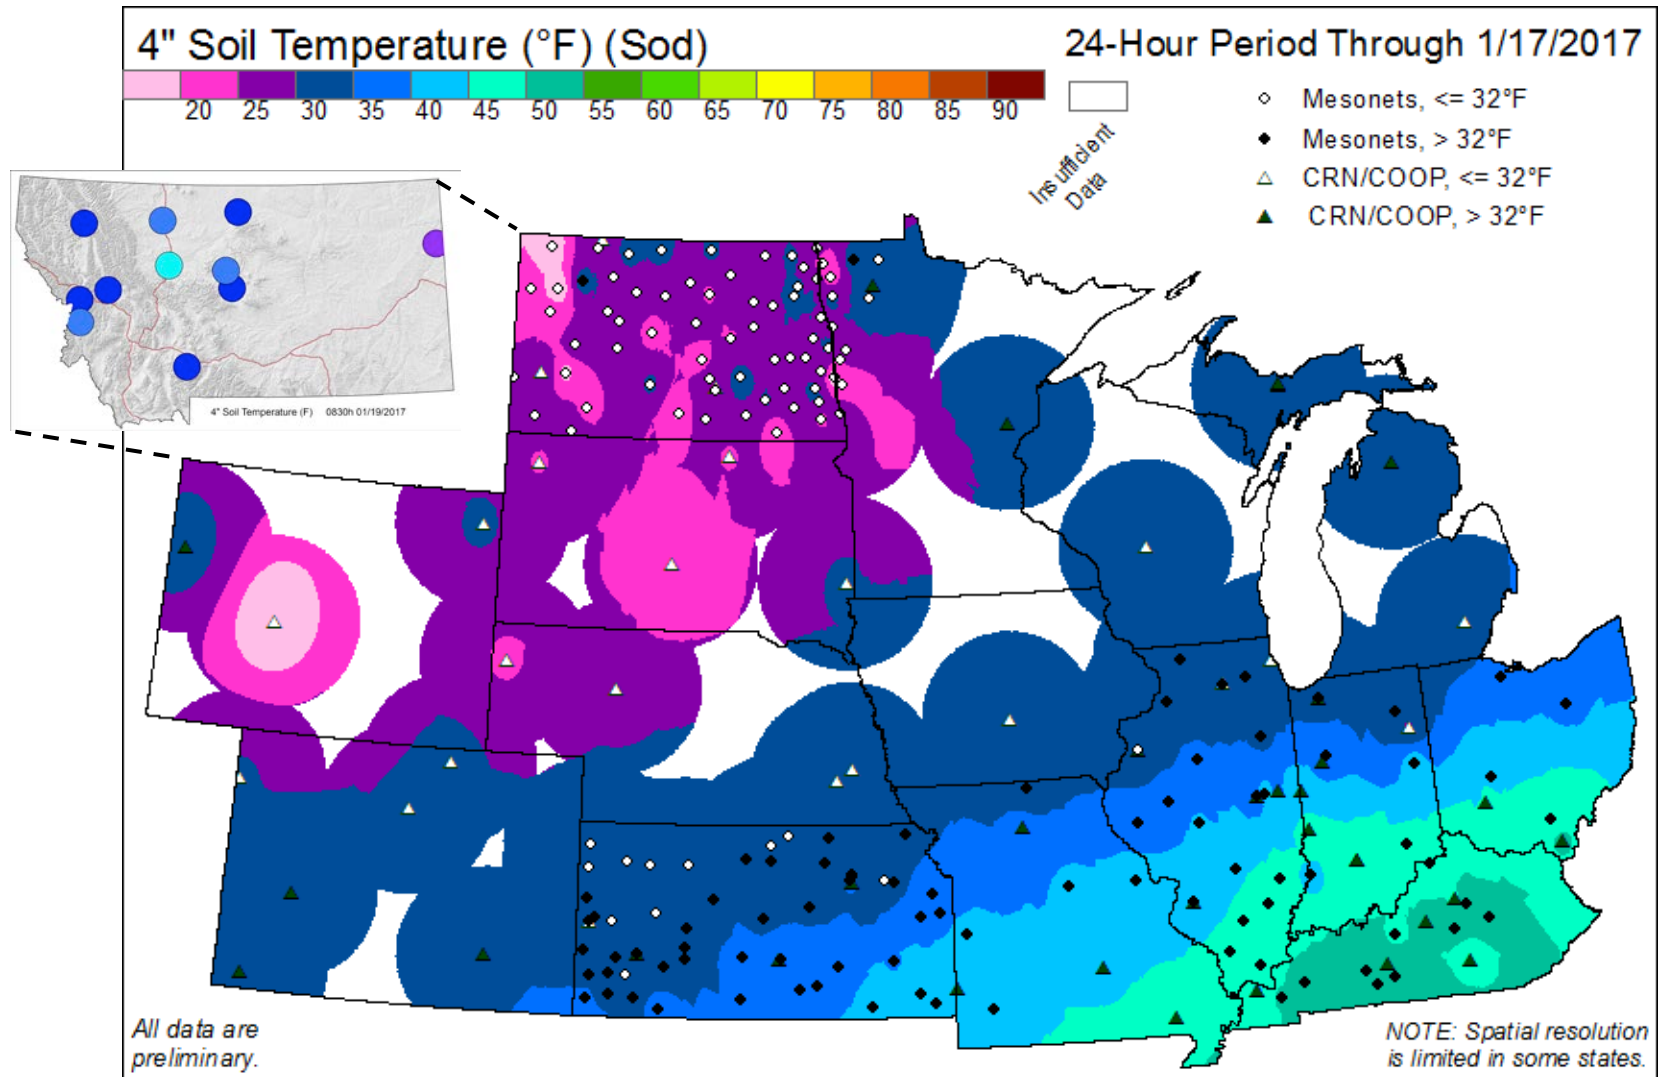 4" Soil Temperature (°F) (Sod)
24-Hour Period Through 1/17/2017
20 25 30 35 40 45 50 55 60 65 70 75 80 85 90
Insufficient
Data
Mesonets, <= 32°F
Mesonets, > 32°F
CRN/COOP, <= 32°F
CRN/COOP, > 32°F
4" Soil Temperature (F) 0830h 01/19/2017
All data are
preliminary.
NOTE: Spatial resolution
is limited in some states.